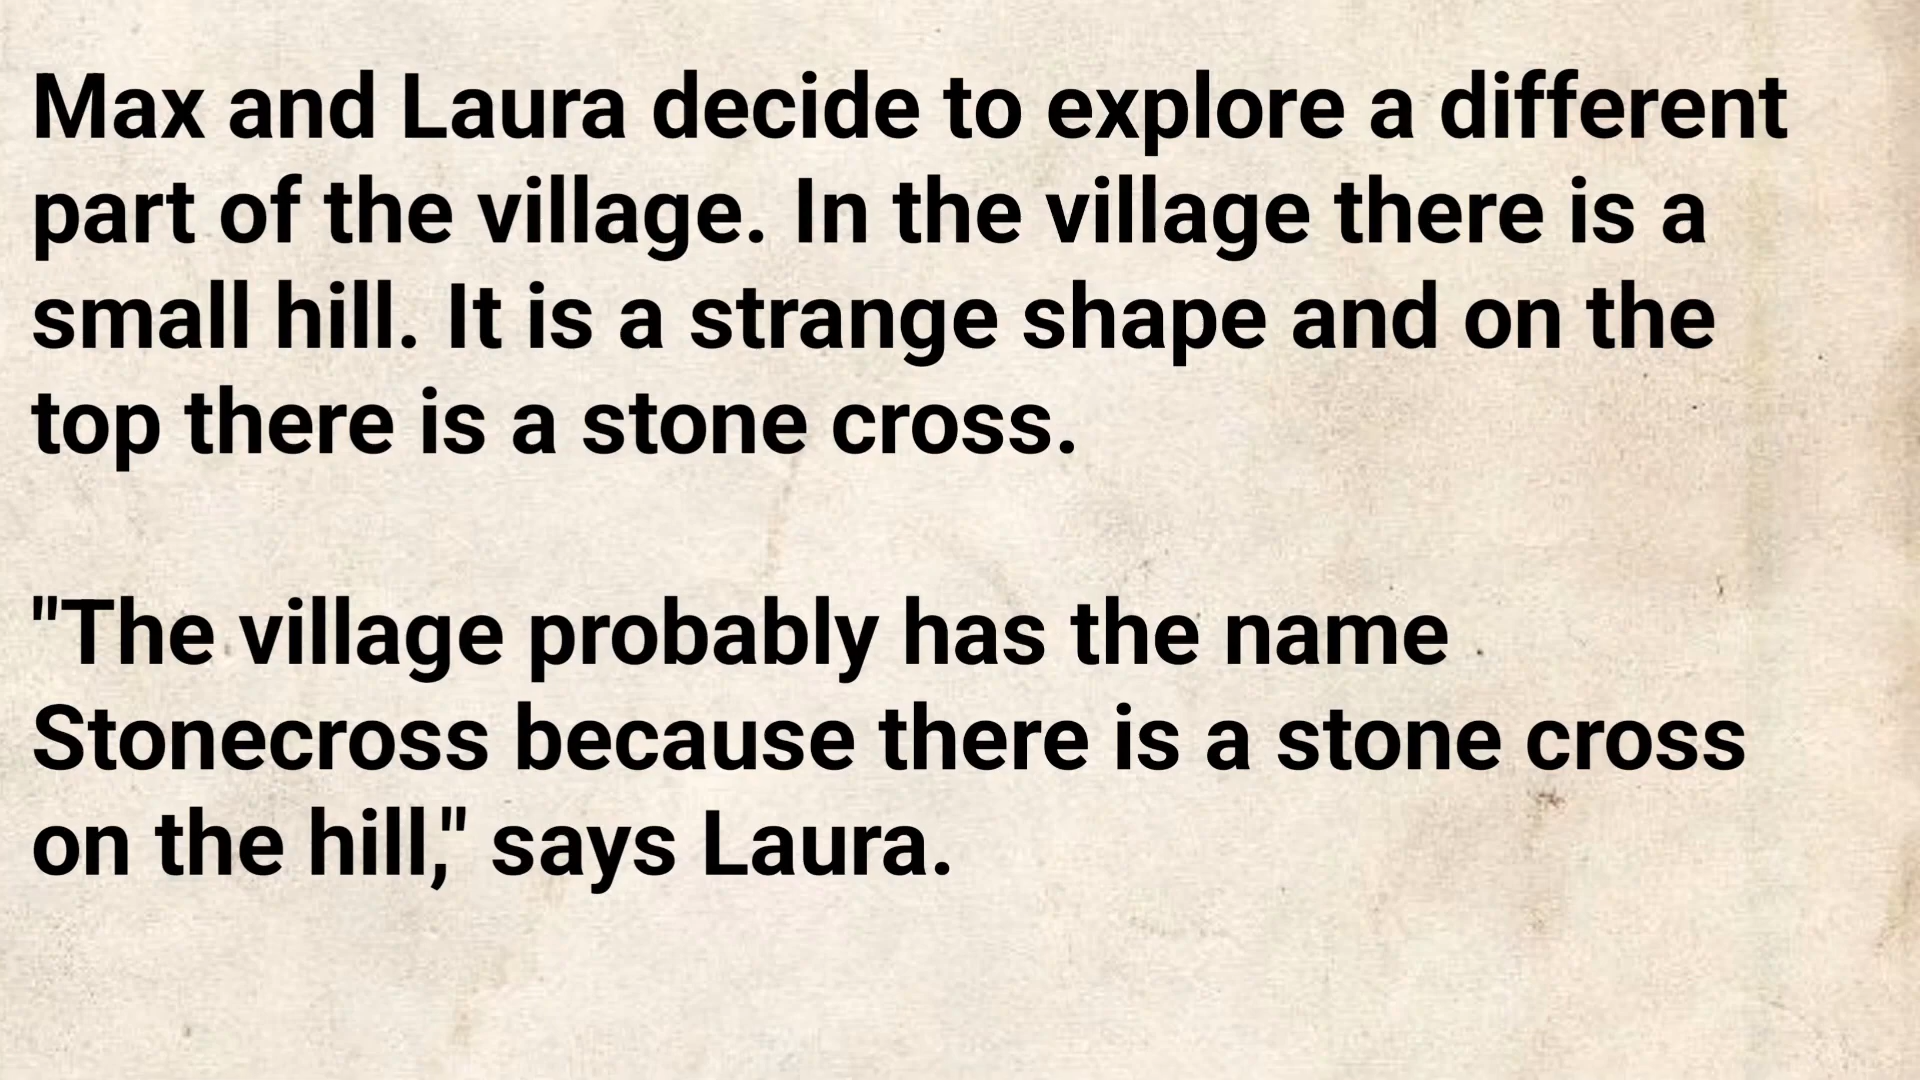 Max and Laura decide to explore a different
part of the village. In the village there is a
small hill. It is a strange shape and on the
top there is a stone cross.
"The village probably has the name
Stonecross because there is a stone cross
on the hill," says Laura.